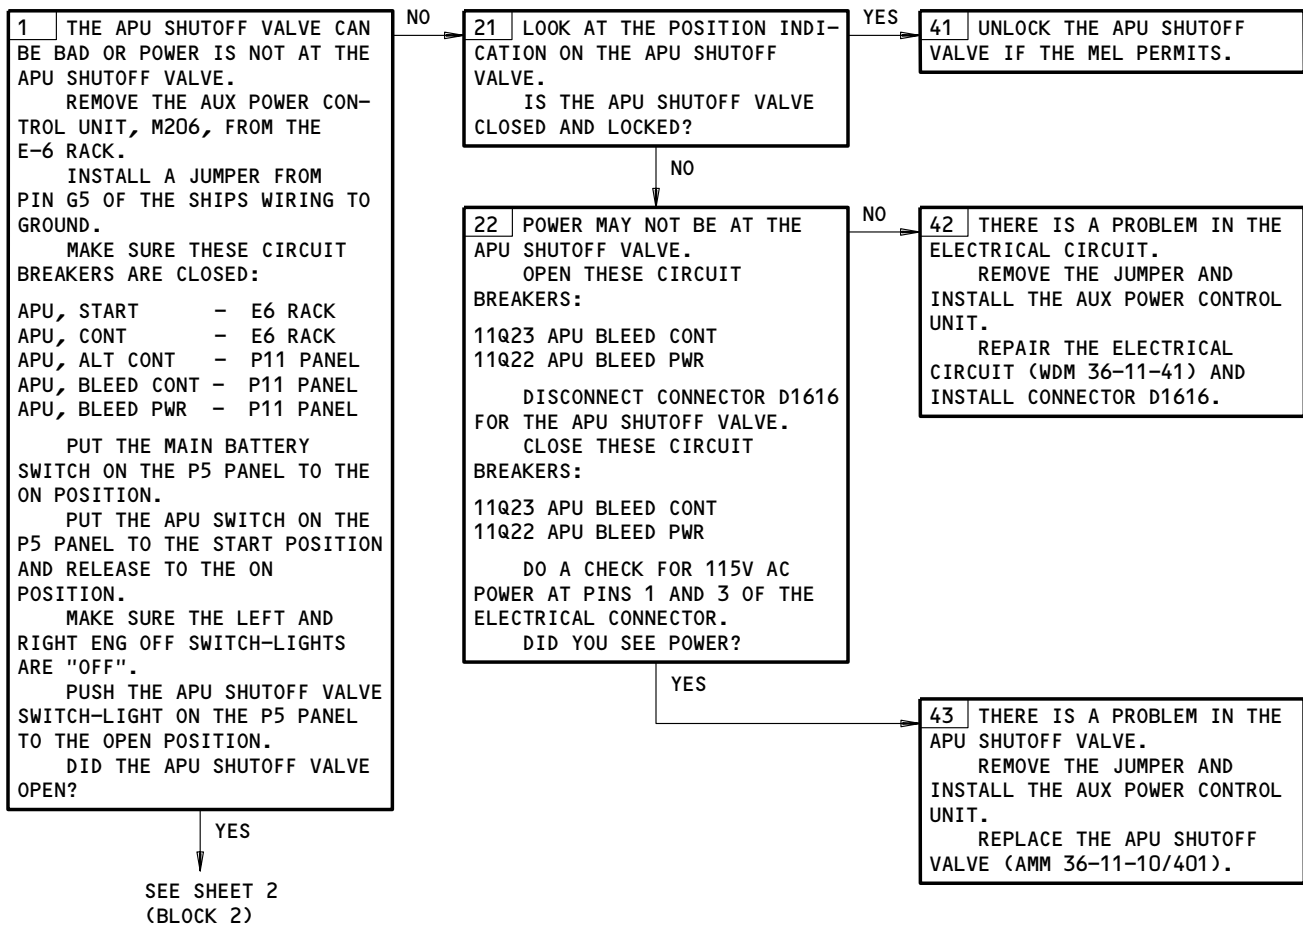 1 THE APU SHUTOFF VALVE CAN
BE BAD OR POWER IS NOT AT THE
APU SHUTOFF VALVE.
REMOVE THE AUX POWER CON-
TROL UNIT, M206, FROM THE
E-6 RACK.
INSTALL A JUMPER FROM
PIN G5 OF THE SHIPS WIRING TO
GROUND.
MAKE SURE THESE CIRCUIT
BREAKERS ARE CLOSED:
APU, START - E6 RACK
APU, CONT - E6 RACK
APU, ALT CONT - P11 PANEL
APU, BLEED CONT - P11 PANEL
APU, BLEED PWR - P11 PANEL
PUT THE MAIN BATTERY
SWITCH ON THE P5 PANEL TO THE
ON POSITION.
PUT THE APU SWITCH ON THE
P5 PANEL TO THE START POSITION
AND RELEASE TO THE ON
POSITION.
MAKE SURE THE LEFT AND
RIGHT ENG OFF SWITCH-LIGHTS
ARE "OFF".
PUSH THE APU SHUTOFF VALVE
SWITCH-LIGHT ON THE P5 PANEL
TO THE OPEN POSITION.
DID THE APU SHUTOFF VALVE
OPEN?
YES
SEE SHEET 2
(BLOCK 2)
NO
21 LOOK AT THE POSITION INDI-
CATION ON THE APU SHUTOFF
VALVE.
IS THE APU SHUTOFF VALVE
CLOSED AND LOCKED?
YES
41 UNLOCK THE APU SHUTOFF
VALVE IF THE MEL PERMITS.
NO
22 POWER MAY NOT BE AT THE
APU SHUTOFF VALVE.
OPEN THESE CIRCUIT
BREAKERS:
11Q23 APU BLEED CONT
11Q22 APU BLEED PWR
DISCONNECT CONNECTOR D1616
FOR THE APU SHUTOFF VALVE.
CLOSE THESE CIRCUIT
BREAKERS:
11Q23 APU BLEED CONT
11Q22 APU BLEED PWR
DO A CHECK FOR 115V AC
POWER AT PINS 1 AND 3 OF THE
ELECTRICAL CONNECTOR.
DID YOU SEE POWER?
NO
42 THERE IS A PROBLEM IN THE
ELECTRICAL CIRCUIT.
REMOVE THE JUMPER AND
INSTALL THE AUX POWER CONTROL
UNIT.
REPAIR THE ELECTRICAL
CIRCUIT (WDM 36-11-41) AND
INSTALL CONNECTOR D1616.
YES
43 THERE IS A PROBLEM IN THE
APU SHUTOFF VALVE.
REMOVE THE JUMPER AND
INSTALL THE AUX POWER CONTROL
UNIT.
REPLACE THE APU SHUTOFF
VALVE (AMM 36-11-10/401).